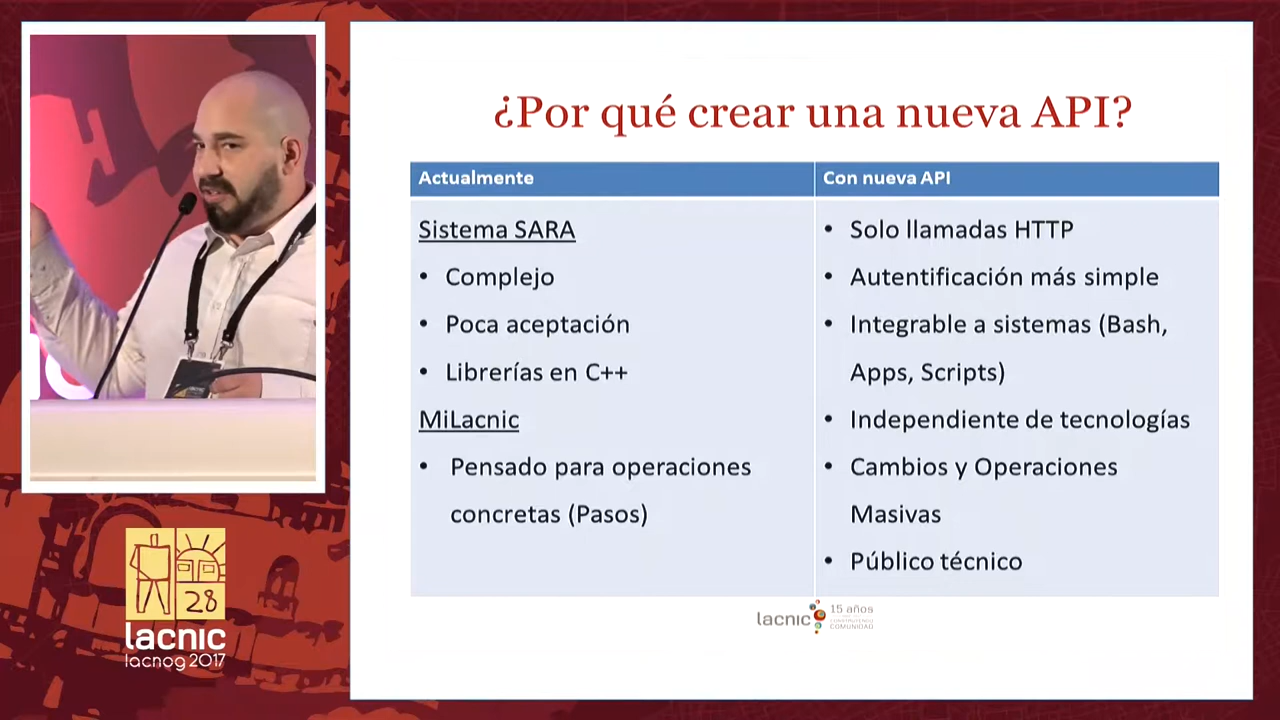 ¿Por qué crear una nueva API?
Actualmente
Con nueva API
Sistema SARA
• Complejo
• Poca aceptación
• Librerías en C++
MiLacnic
• Pensado para operaciones
concretas (Pasos)
• Solo llamadas HTTP
• Autentificación más simple
• Integrable a sistemas (Bash,
Apps, Scripts)
• Independiente de tecnologías
• Cambios y Operaciones
Masivas
• Público técnico
lacnic
15 años
CONSTRUYENDO
COMUNIDAD
28
lacnic
lacnog 2017